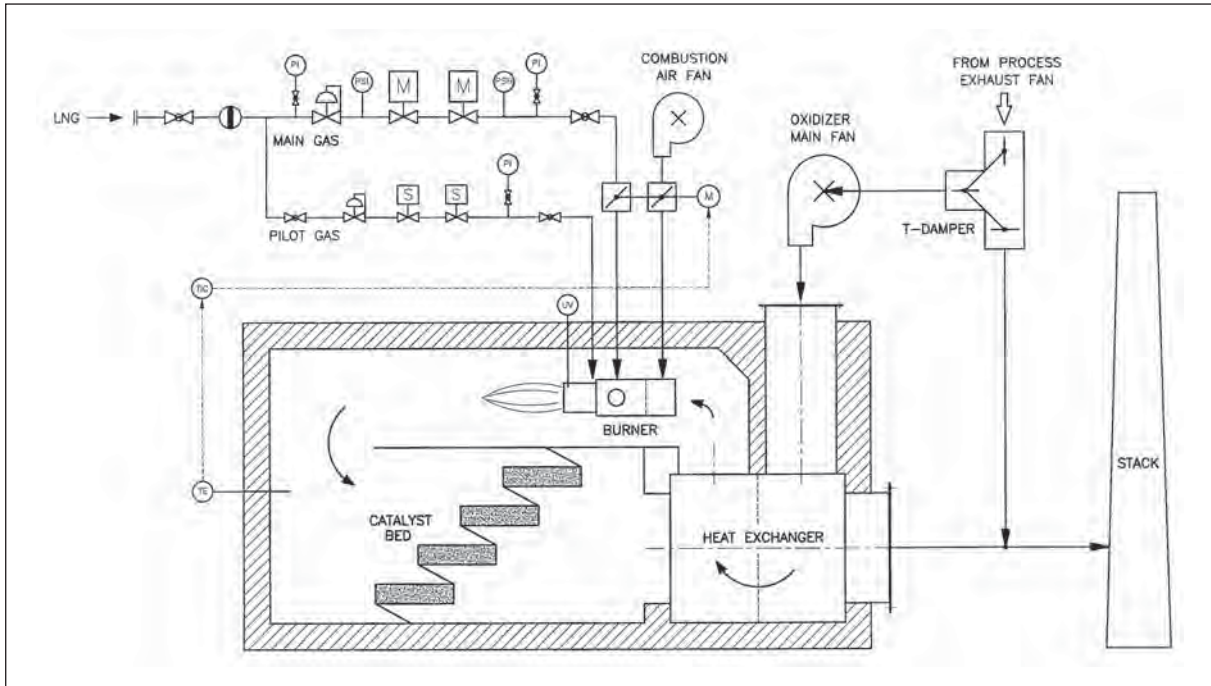 COMBUSTION
AIR FAN
FROM PROCESS
EXHAUST FAN
PI
PSL
M
M
PSH
PI
LNG
MAIN GAS
OXIDIZER
MAIN FAN
PI
S
S
M
PILOT GAS
T-DAMPER
TIC
UV
BURNER
STACK
TE
CATALYST
BED
HEAT EXCHANGER